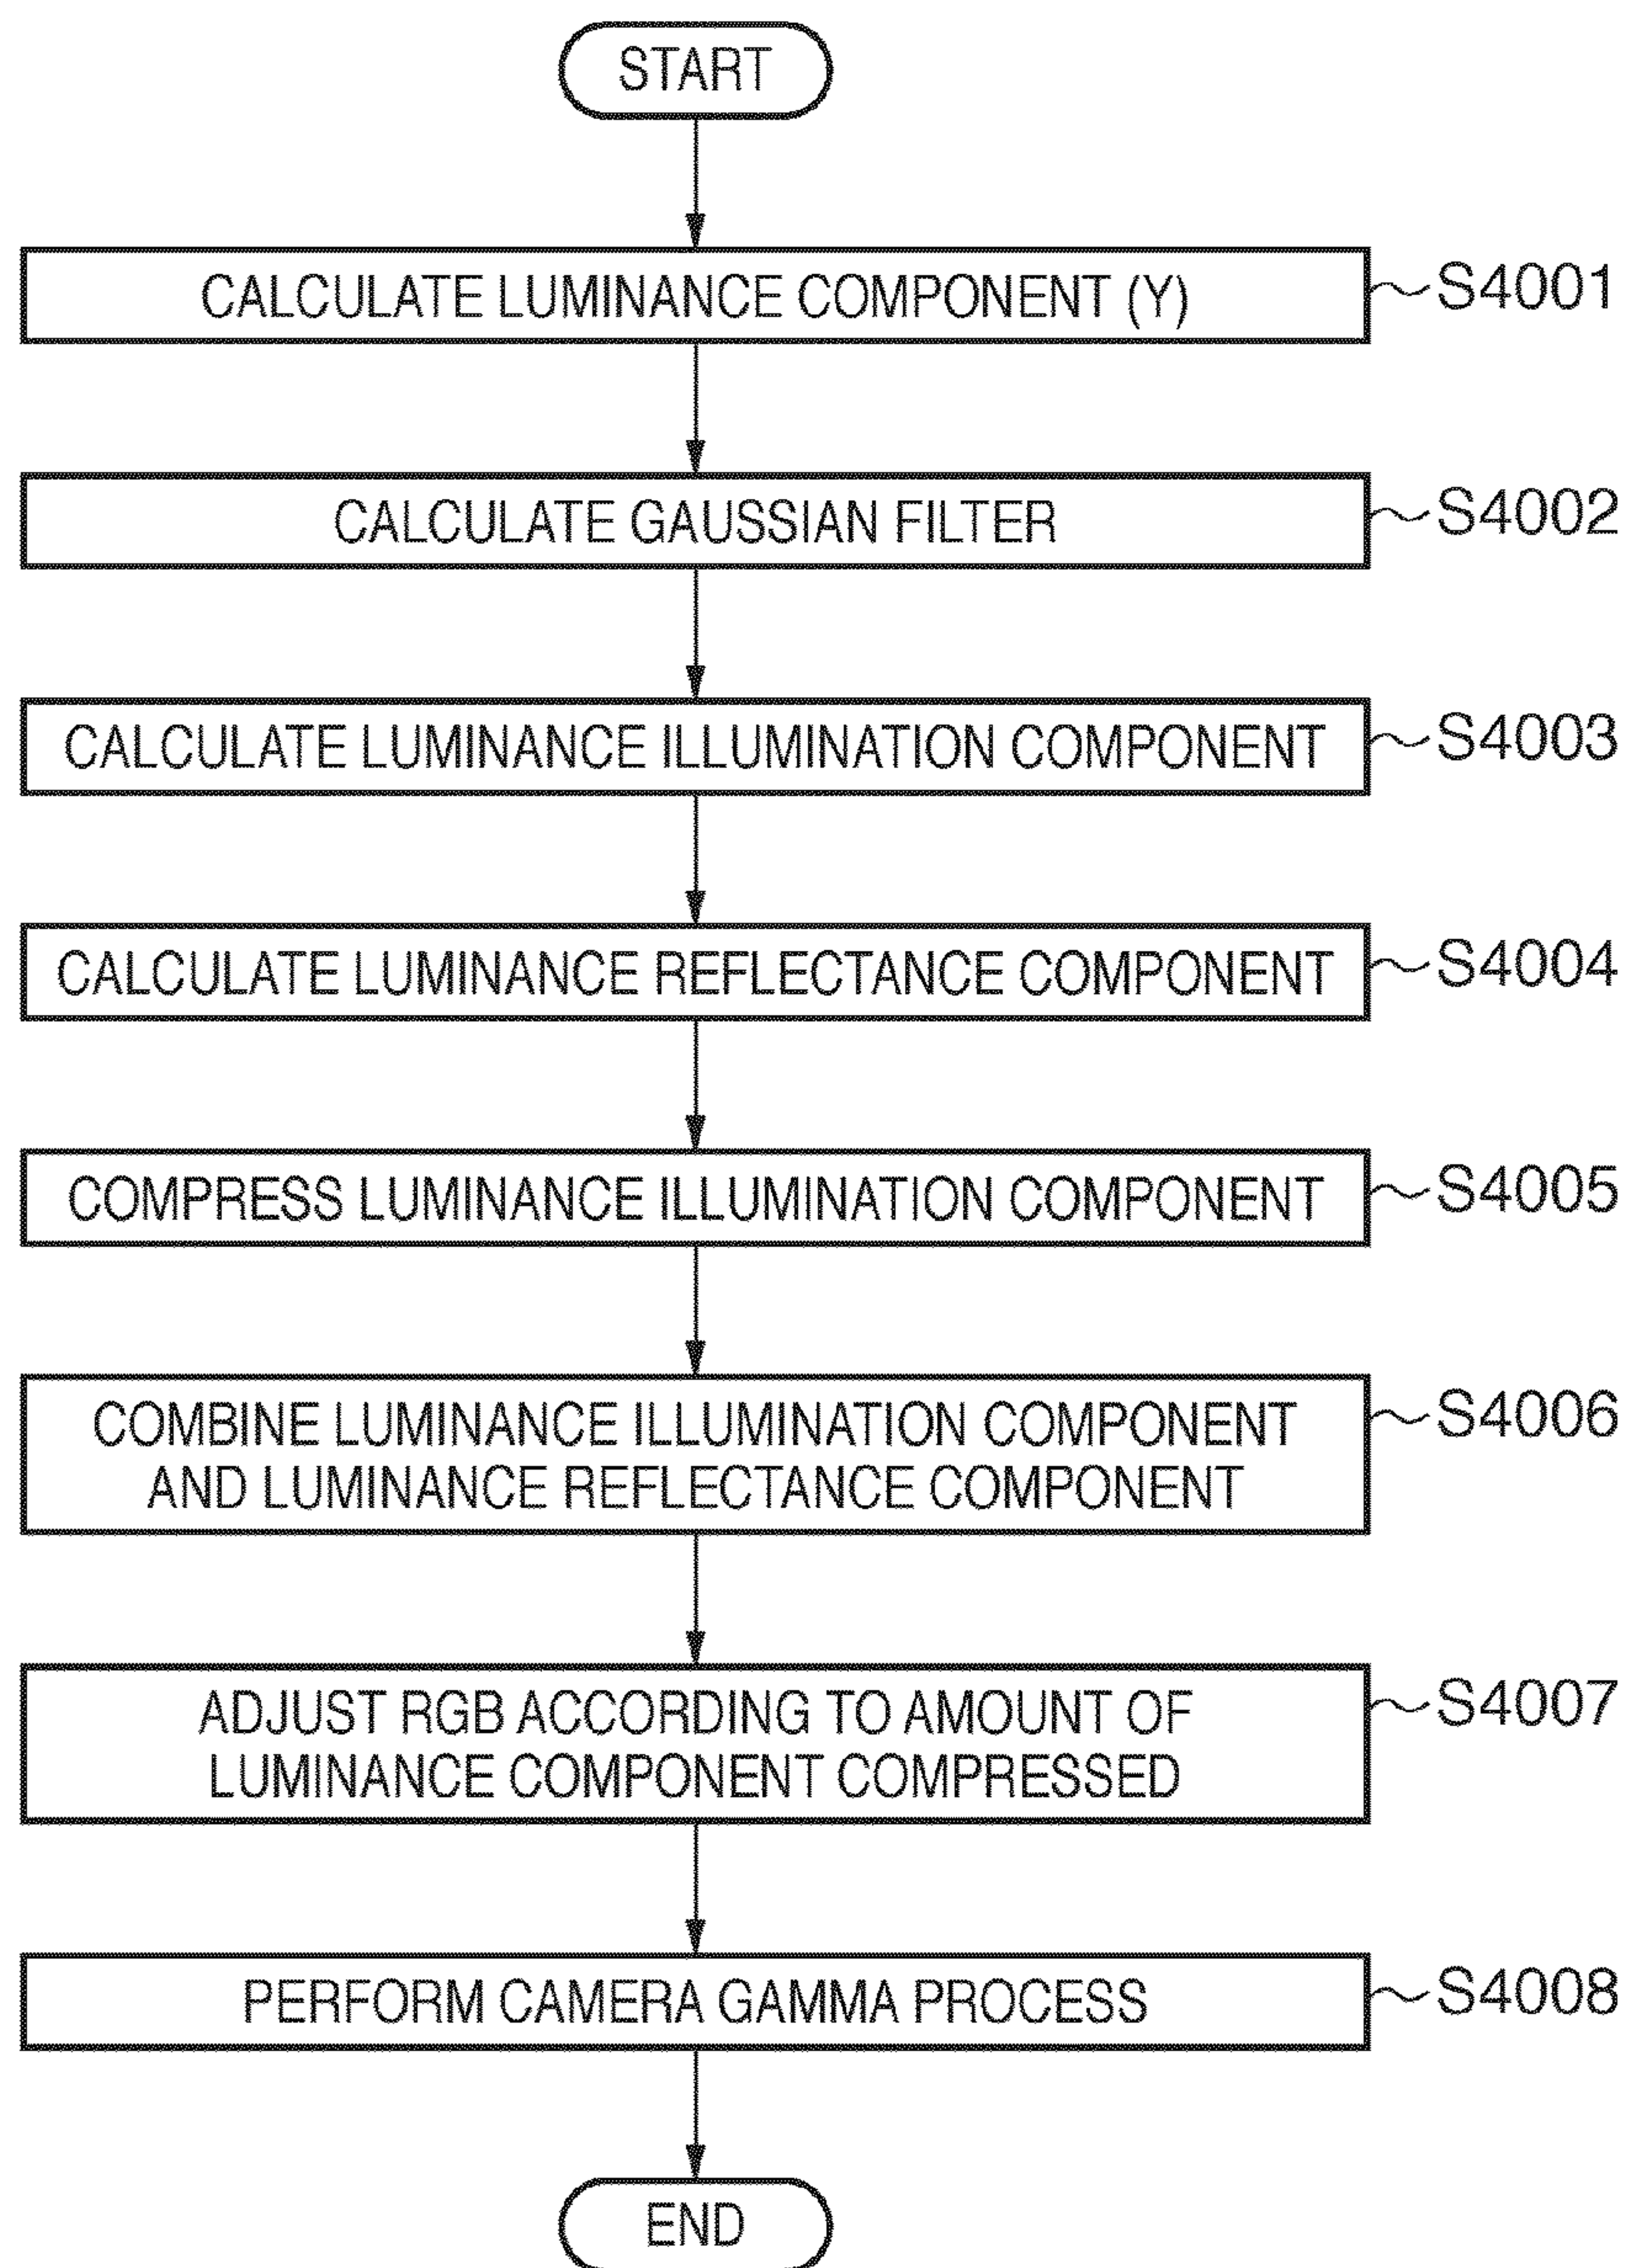 START
CALCULATE LUMINANCE COMPONENT (Y)
S4001
CALCULATE GAUSSIAN FILTER
S4002
CALCULATE LUMINANCE ILLUMINATION COMPONENT
S4003
CALCULATE LUMINANCE REFLECTANCE COMPONENT
S4004
COMPRESS LUMINANCE ILLUMINATION COMPONENT
S4005
COMBINE LUMINANCE ILLUMINATION COMPONENT
AND LUMINANCE REFLECTANCE COMPONENT
S4006
ADJUST RGB ACCORDING TO AMOUNT OF
LUMINANCE COMPONENT COMPRESSED
S4007
PERFORM CAMERA GAMMA PROCESS
S4008
END